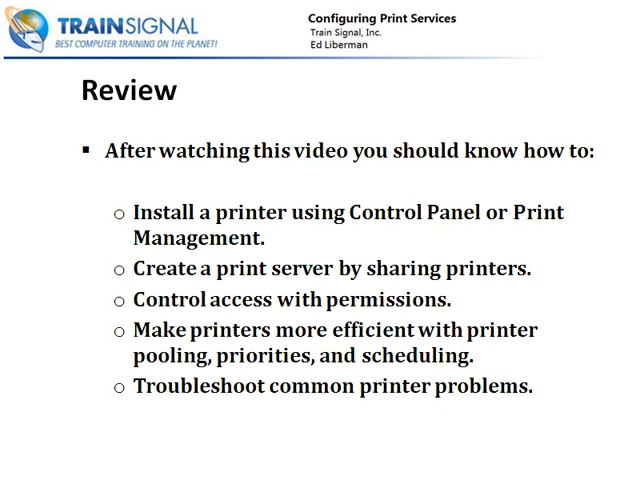 TRAINSIGNAL
BEST COMPUTER TRAINING ON THE PLANET!
Configuring Print Services
Train Signal, Inc.
Ed Liberman
Review
▪ After watching this video you should know how to:
o Install a printer using Control Panel or Print
Management.
o Create a print server by sharing printers.
o Control access with permissions.
o Make printers more efficient with printer
pooling, priorities, and scheduling.
o Troubleshoot common printer problems.